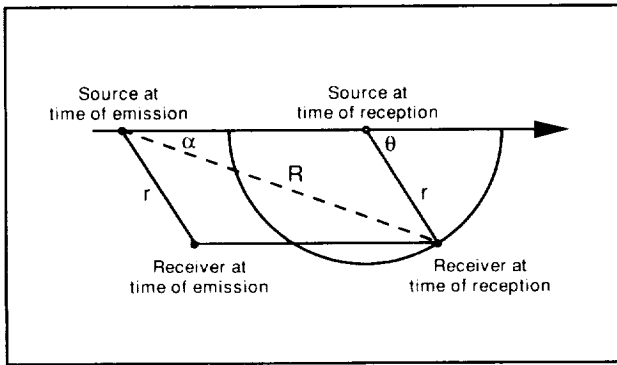 Source at
time of emission
Source at
time of reception
α
θ
R
r
r
Receiver at
time of emission
Receiver at
time of reception